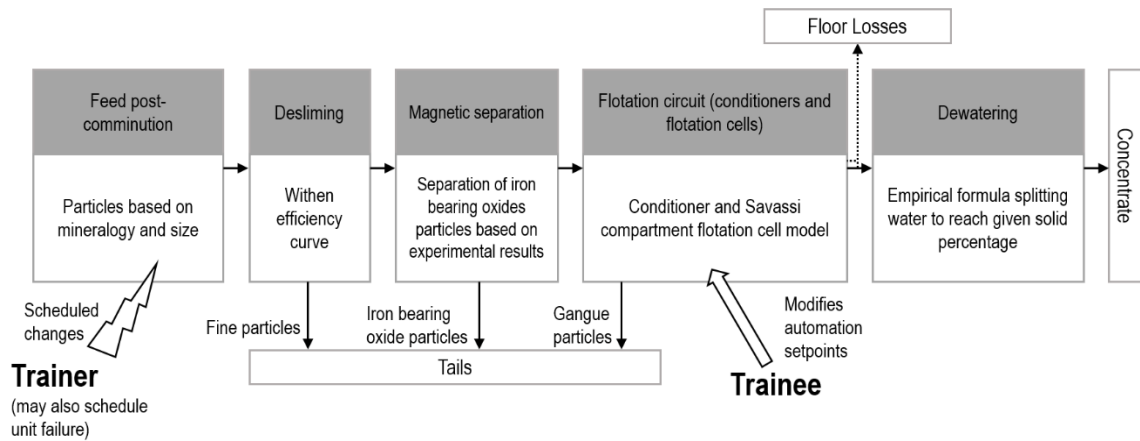 Floor Losses
Feed post-
comminution
Particles based on
mineralogy and size
Desliming
Withen
efficiency
curve
Magnetic separation
Separation of iron
bearing oxides
particles based on
experimental results
Flotation circuit (conditioners and
flotation cells)
Conditioner and Savassi
compartment flotation cell model
Dewatering
Empirical formula splitting
water to reach given solid
percentage
Concentrate
Scheduled
changes
Trainer
(may also schedule
unit failure)
Fine particles
Iron bearing
oxide particles
Gangue
particles
Tails
Modifies
automation
setpoints
Trainee